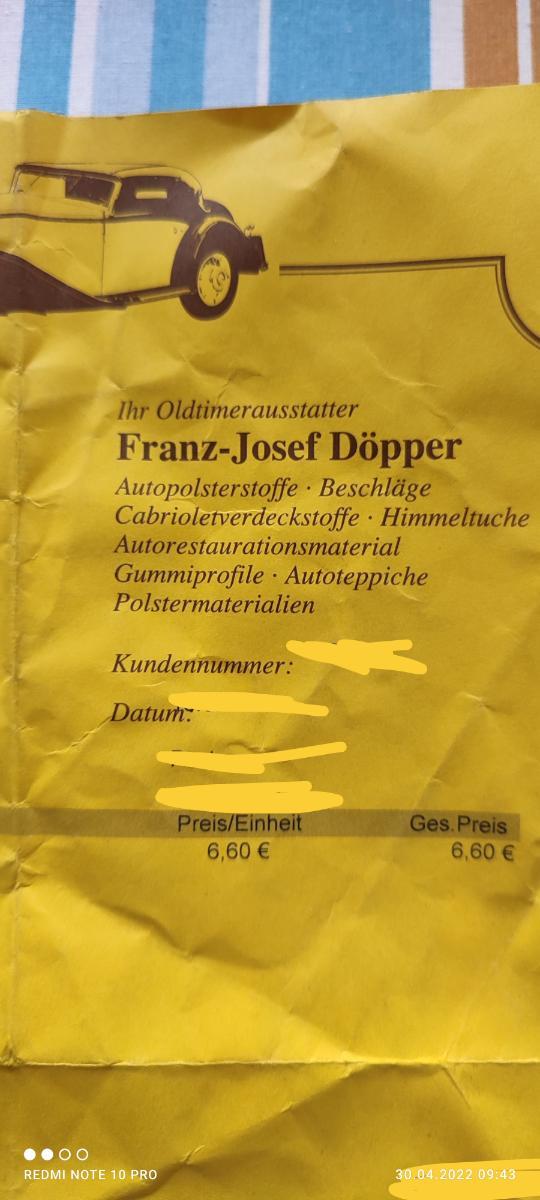 Ihr Oldtimerausstatter
Franz-Josef Döpper
Autopolsterstoffe · Beschläge
Cabrioletverdeckstoffe · Himmeltuche
Autorestaurationsmaterial
Gummiprofile · Autoteppiche
Polstermaterialien
Kundennummer:
Datum:
Preis/Einheit Ges.Preis
6,60 € 6,60 €
REDMI NOTE 10 PRO 30.04.2022 09:43